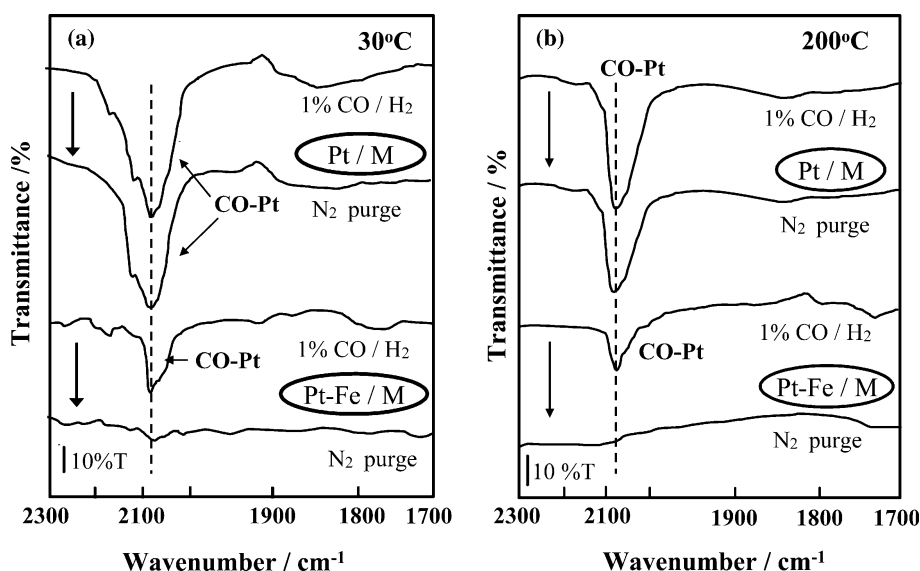 (a)
30°C
1% CO / H₂
Pt / M
CO-Pt
N₂ purge
CO-Pt
1% CO / H₂
Pt-Fe / M
N₂ purge
10%T
2300 2100 1900 1700
Wavenumber / cm⁻¹
Transmittance /%
(b)
200°C
CO-Pt
1% CO / H₂
Pt / M
N₂ purge
1% CO / H₂
CO-Pt
Pt-Fe / M
N₂ purge
10 %T
2300 2100 1900 1700
Wavenumber / cm⁻¹
Transmittance / %